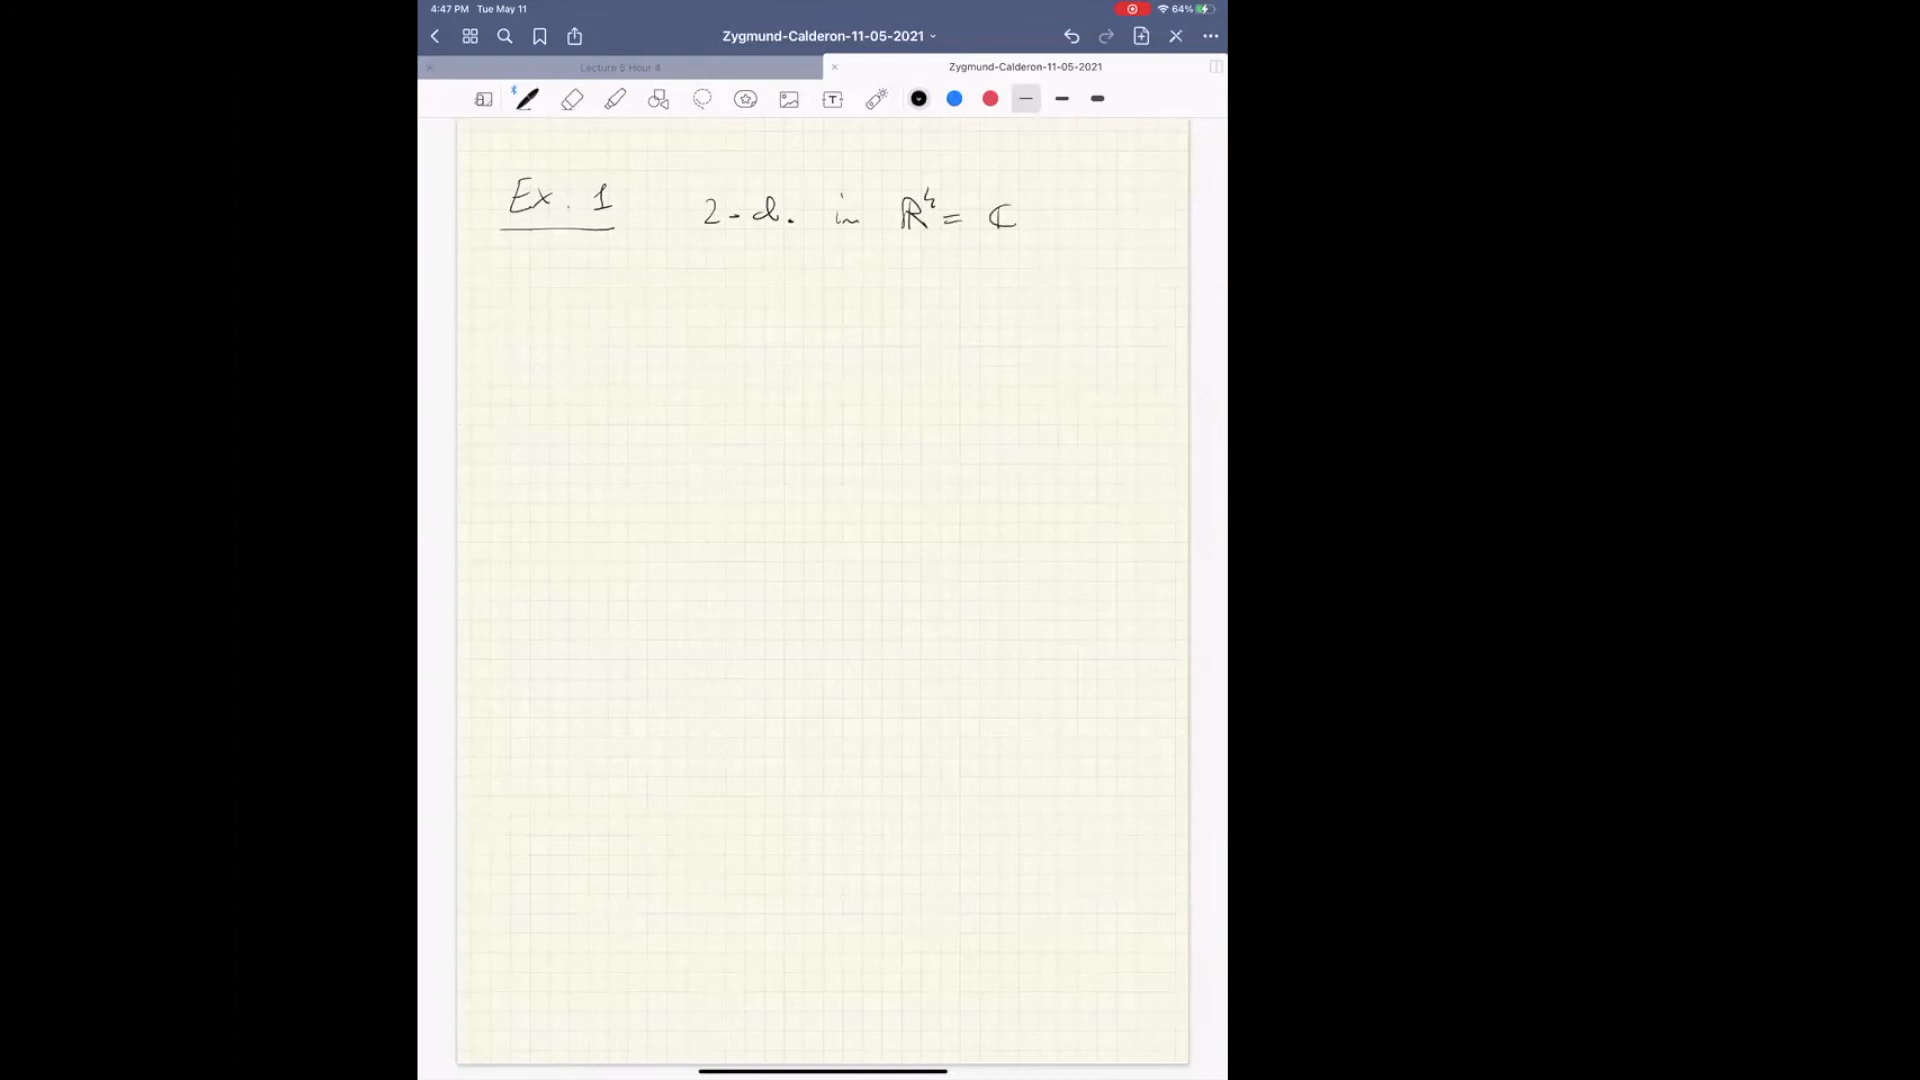 4:47 PM Tue May 11
64%
Zygmund-Calderon-11-05-2021
Lecture 5 Hour 4
Zygmund-Calderon-11-05-2021
Ex. 1 2-d. in ℝ⁴ = ℂ